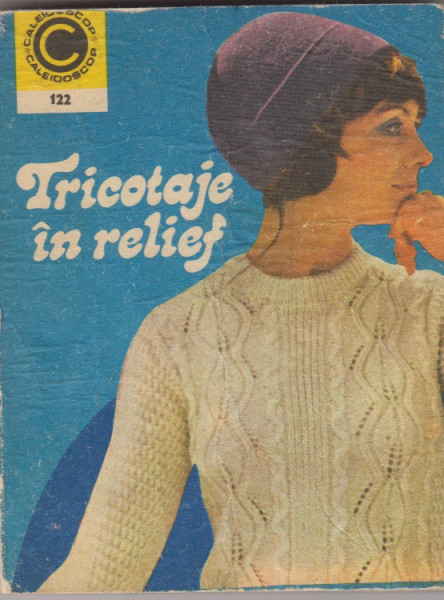 CALEIDOSCOP
CALEIDOSCOP
C
122
Tricotaje
în relief